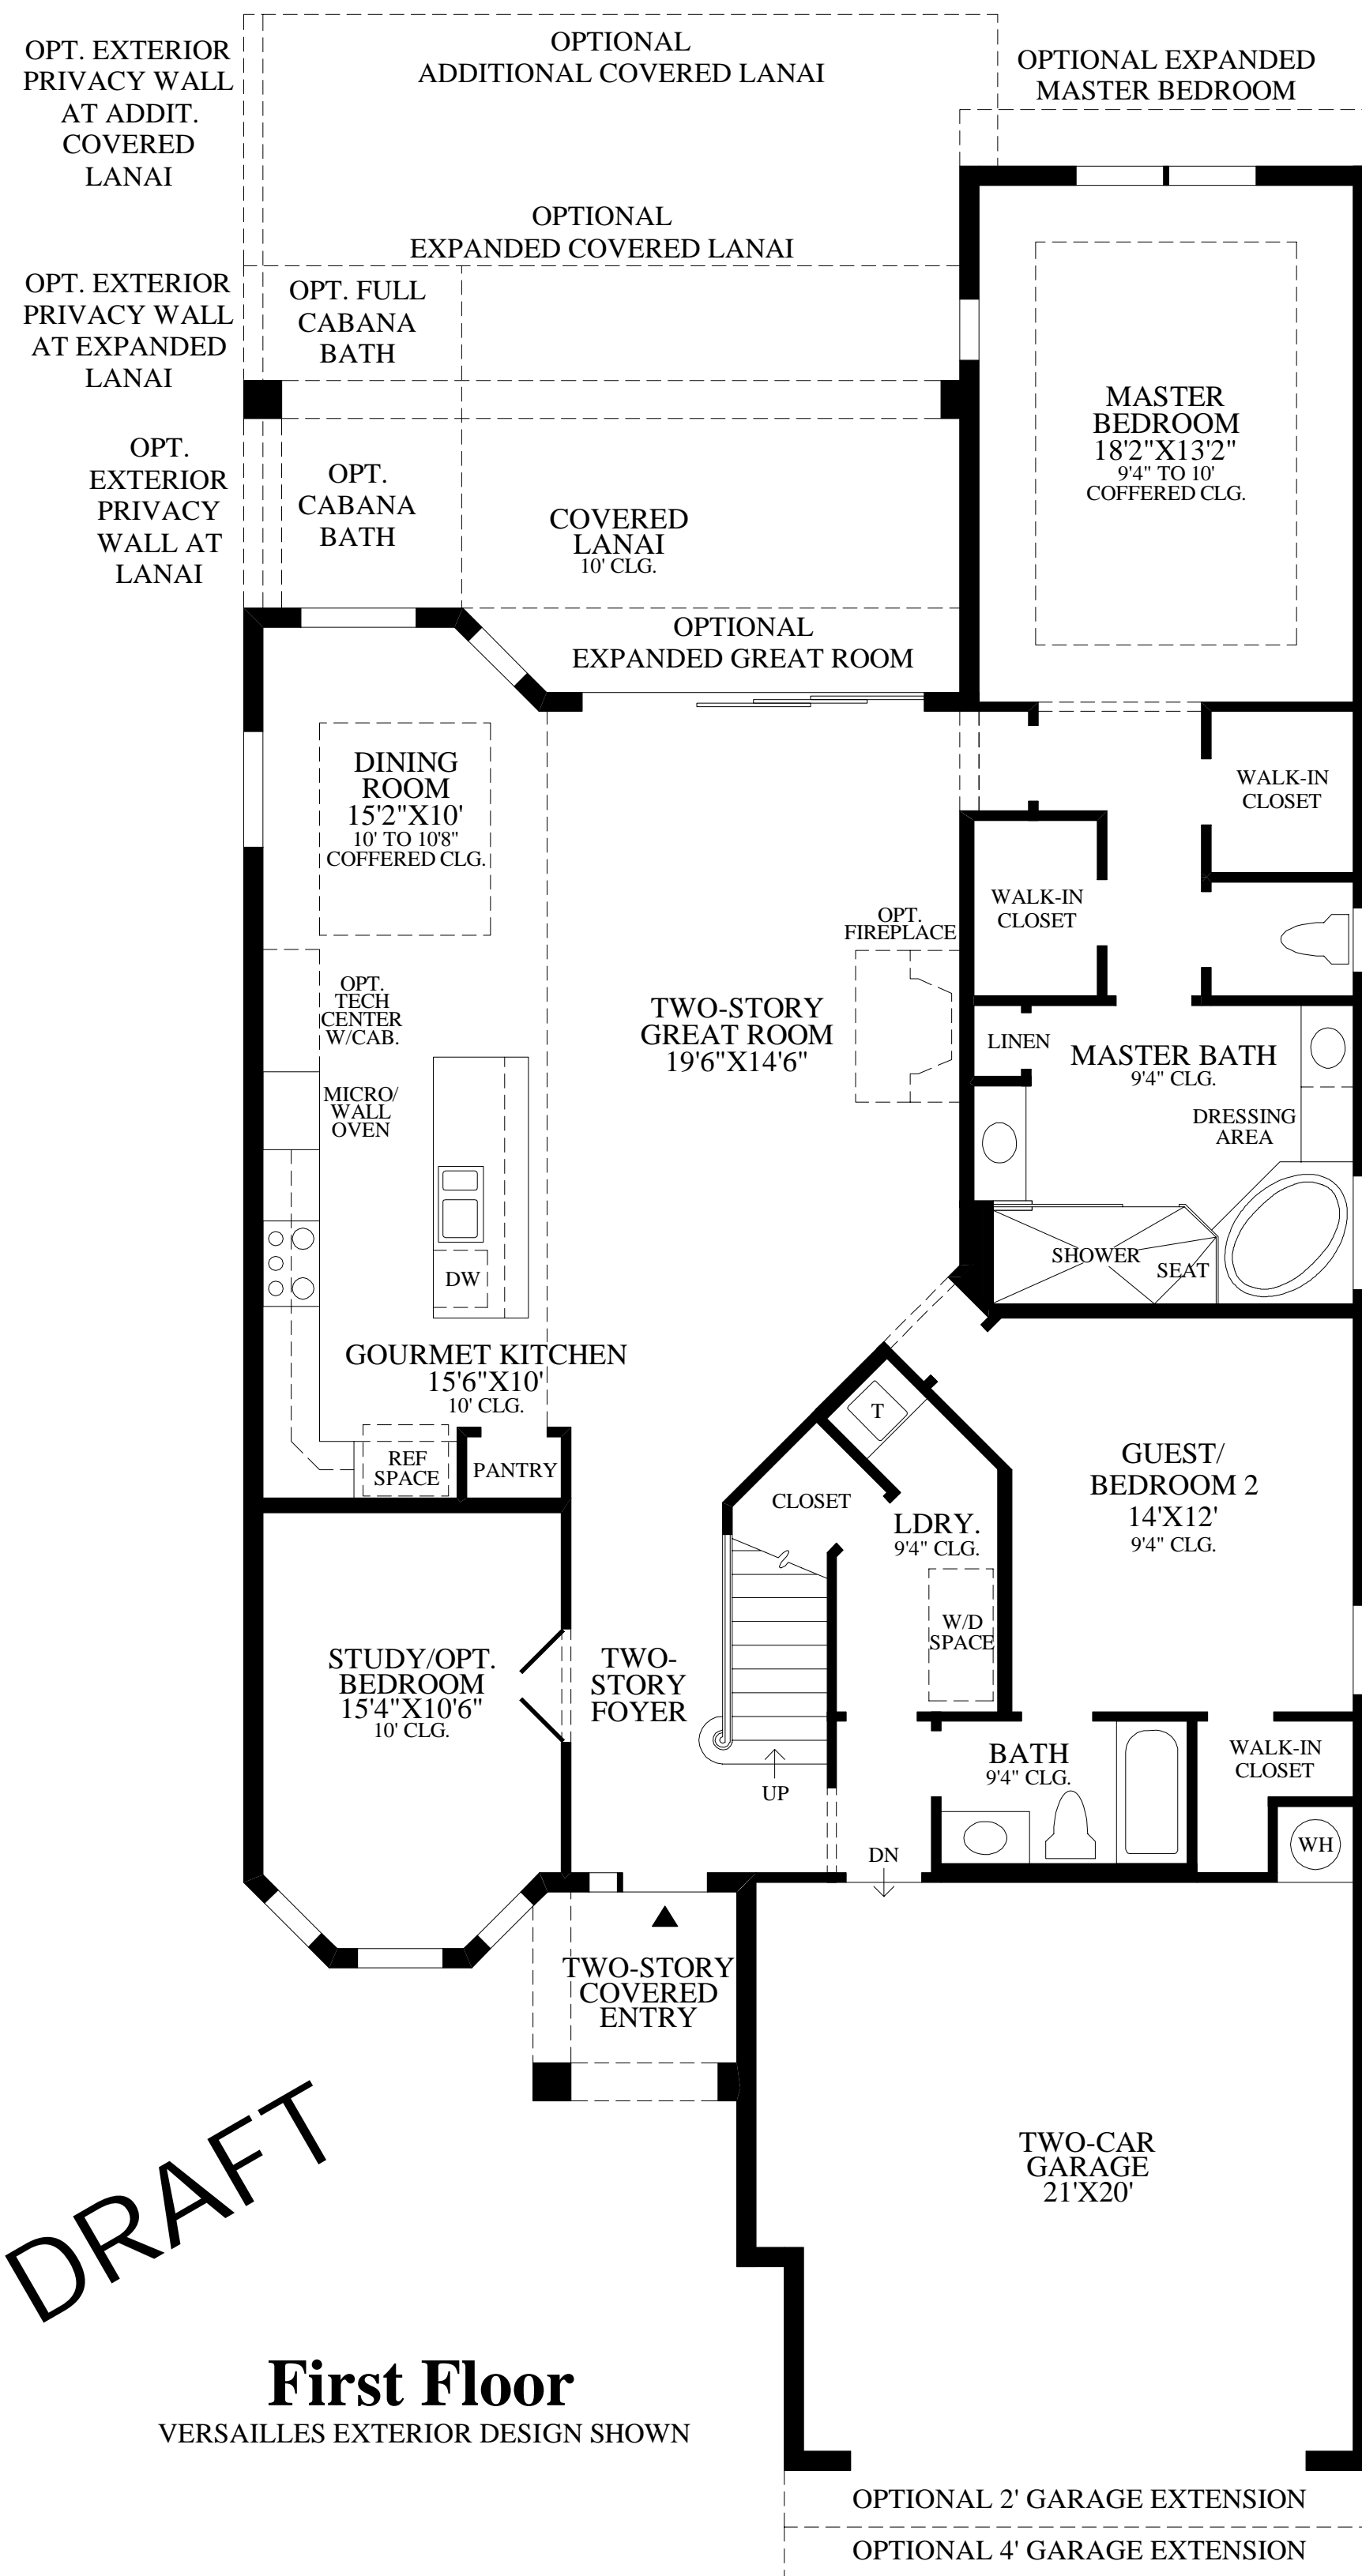 OPT. EXTERIOR
PRIVACY WALL
AT ADDIT.
COVERED
LANAI
OPTIONAL
ADDITIONAL COVERED LANAI
OPTIONAL EXPANDED
MASTER BEDROOM
OPTIONAL
EXPANDED COVERED LANAI
OPT. EXTERIOR
PRIVACY WALL
AT EXPANDED
LANAI
OPT. FULL
CABANA
BATH
MASTER
BEDROOM
18'2"X13'2"
9'4" TO 10'
COFFERED CLG.
OPT.
EXTERIOR
PRIVACY
WALL AT
LANAI
OPT.
CABANA
BATH
COVERED
LANAI
10' CLG.
OPTIONAL
EXPANDED GREAT ROOM
DINING
ROOM
15'2"X10'
10' TO 10'8"
COFFERED CLG.
WALK-IN
CLOSET
WALK-IN
CLOSET
OPT.
FIREPLACE
OPT.
TECH
CENTER
W/CAB.
TWO-STORY
GREAT ROOM
19'6"X14'6"
LINEN
MASTER BATH
9'4" CLG.
MICRO/
WALL
OVEN
DRESSING
AREA
SHOWER
SEAT
DW
GOURMET KITCHEN
15'6"X10'
10' CLG.
T
REF
SPACE
PANTRY
CLOSET
LDRY.
9'4" CLG.
GUEST/
BEDROOM 2
14'X12'
9'4" CLG.
W/D
SPACE
STUDY/OPT.
BEDROOM
15'4"X10'6"
10' CLG.
TWO-
STORY
FOYER
UP
BATH
9'4" CLG.
WALK-IN
CLOSET
WH
DN
TWO-STORY
COVERED
ENTRY
TWO-CAR
GARAGE
21'X20'
DRAFT
First Floor
VERSAILLES EXTERIOR DESIGN SHOWN
OPTIONAL 2' GARAGE EXTENSION
OPTIONAL 4' GARAGE EXTENSION